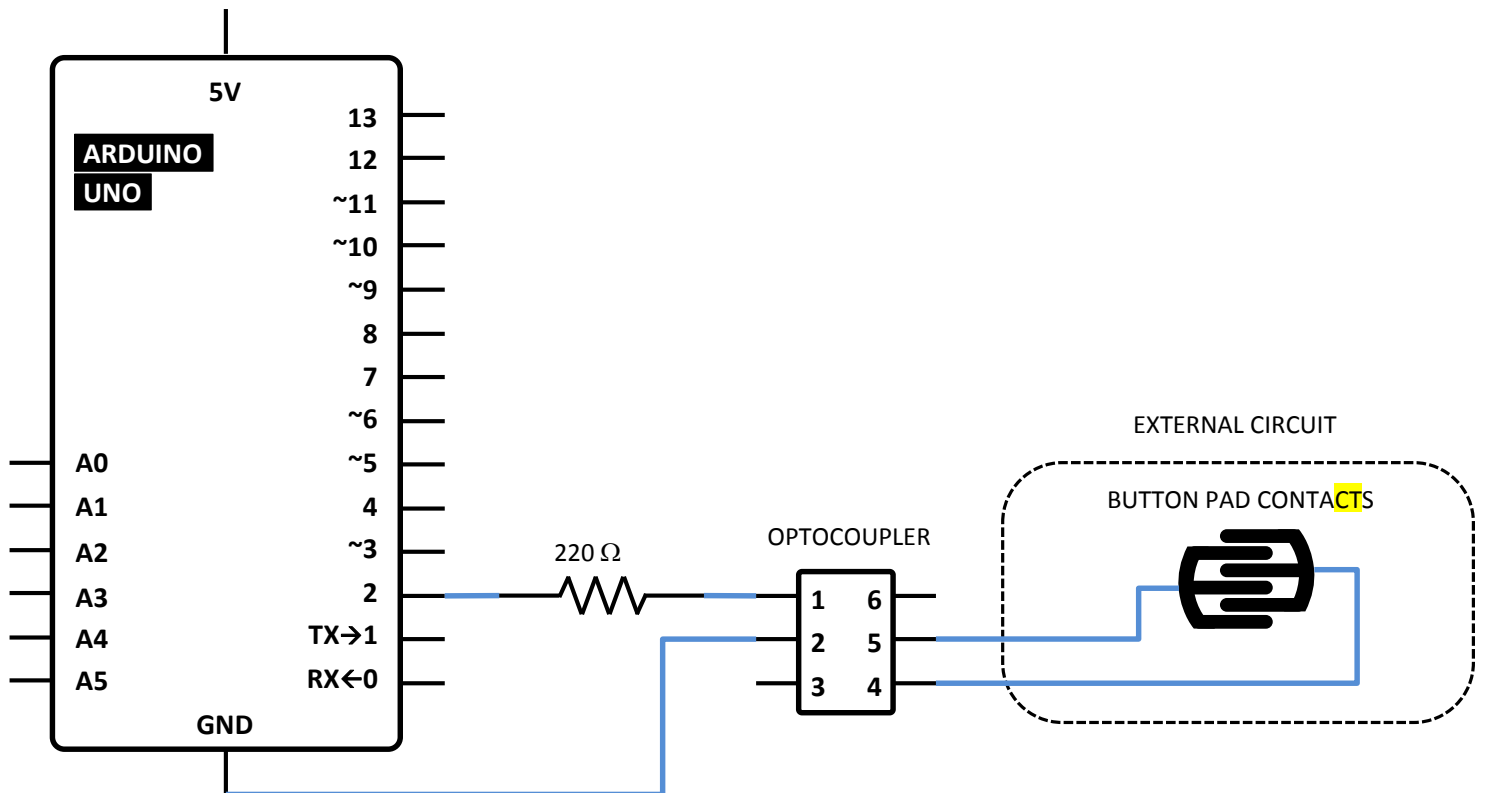 5V
ARDUINO
UNO
13
12
~11
~10
~9
8
7
~6
~5
4
~3
2
TX→1
RX←0
A0
A1
A2
A3
A4
A5
GND
220 Ω
OPTOCOUPLER
1 6
2 5
3 4
EXTERNAL CIRCUIT
BUTTON PAD CONTACTS